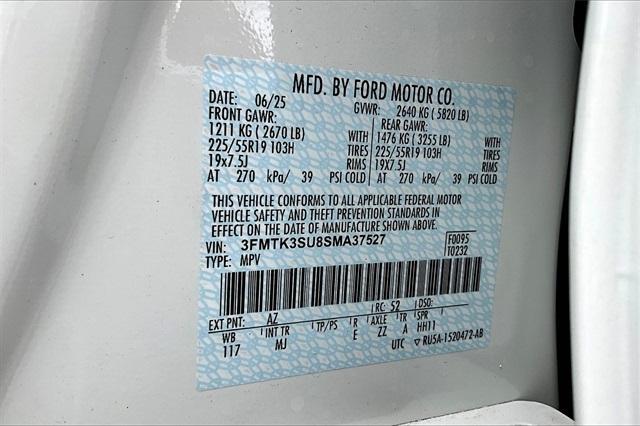 MFD. BY FORD MOTOR CO.
DATE: 06/25 GVWR: 2640 KG ( 5820 LB)
FRONT GAWR: REAR GAWR:
1211 KG ( 2670 LB) WITH 1476 KG ( 3255 LB) WITH
225/55R19 103H TIRES 225/55R19 103H TIRES
19x7.5J RIMS 19X7.5J RIMS
AT 270 kPa/ 39 PSI COLD AT 270 kPa/ 39 PSI COLD
THIS VEHICLE CONFORMS TO ALL APPLICABLE FEDERAL MOTOR
VEHICLE SAFETY AND THEFT PREVENTION STANDARDS IN
EFFECT ON THE DATE OF MANUFACTURE SHOWN ABOVE.
VIN: 3FMTK3SU8SMA37527 F0095
TYPE: MPV T0232
EXT PNT: AZ RC: 52 DSO:
WB INT TR TP/PS R AXLE TR SPR
117 MJ E ZZ A HH11
UTC ▽ RU5A-1520472-AB